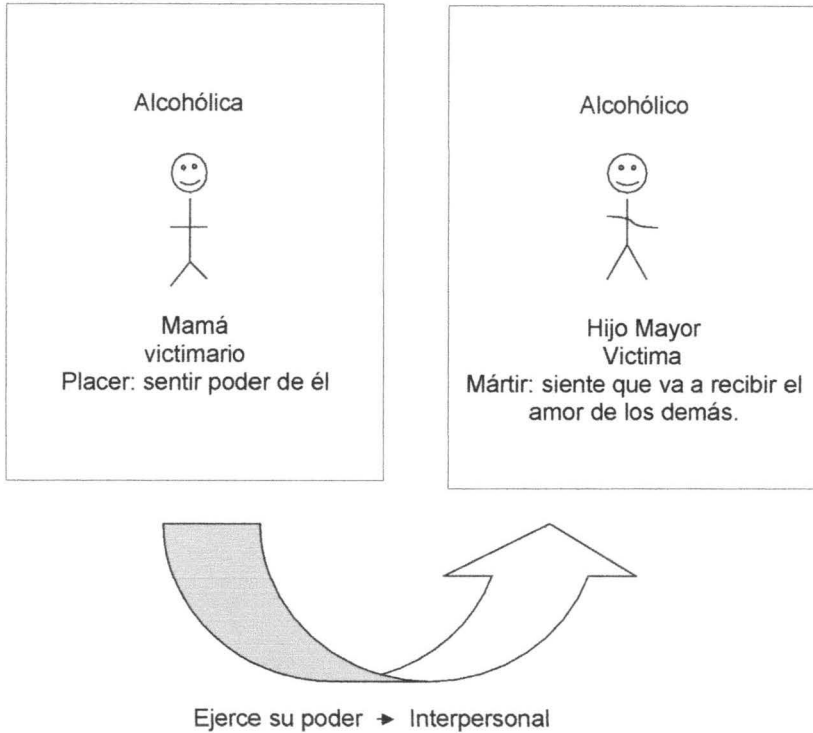 Alcohólica
Mamá
victimario
Placer: sentir poder de él
Alcohólico
Hijo Mayor
Victima
Mártir: siente que va a recibir el
amor de los demás.
Ejerce su poder → Interpersonal